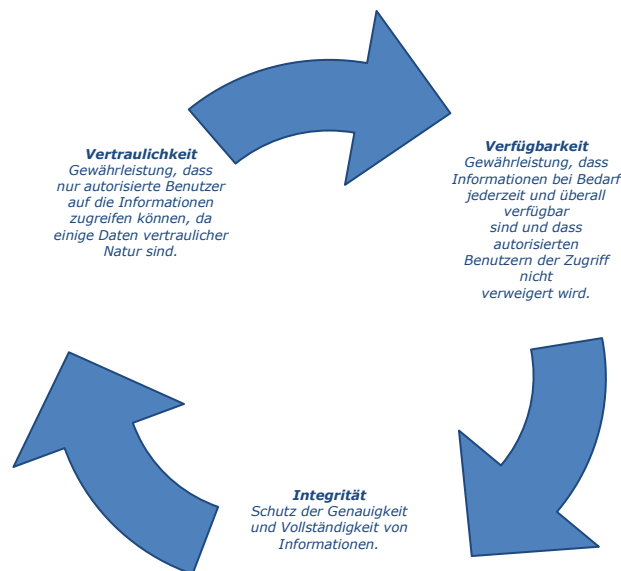 Vertraulichkeit
Gewährleistung, dass
nur autorisierte Benutzer
auf die Informationen
zugreifen können, da
einige Daten vertraulicher
Natur sind.
Verfügbarkeit
Gewährleistung, dass
Informationen bei Bedarf
jederzeit und überall
verfügbar
sind und dass
autorisierten
Benutzern der Zugriff
nicht
verweigert wird.
Integrität
Schutz der Genauigkeit
und Vollständigkeit von
Informationen.